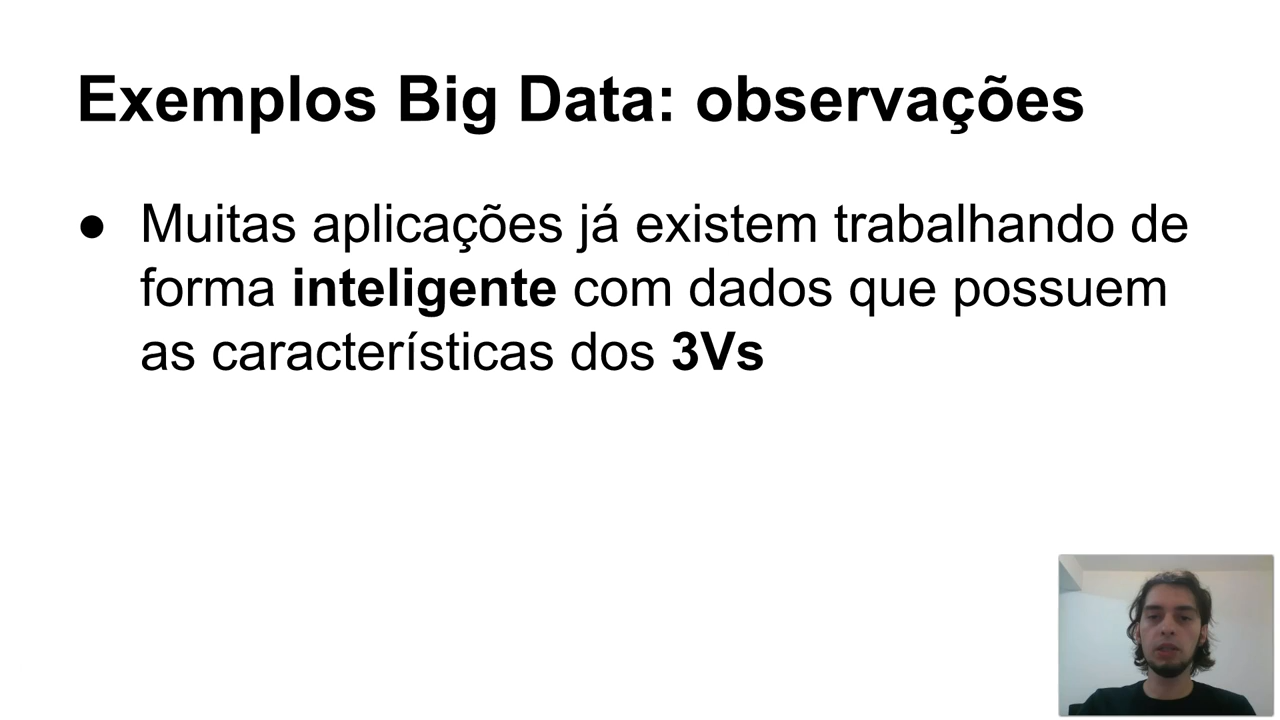 Exemplos Big Data: observações
● Muitas aplicações já existem trabalhando de
forma inteligente com dados que possuem
as características dos 3Vs